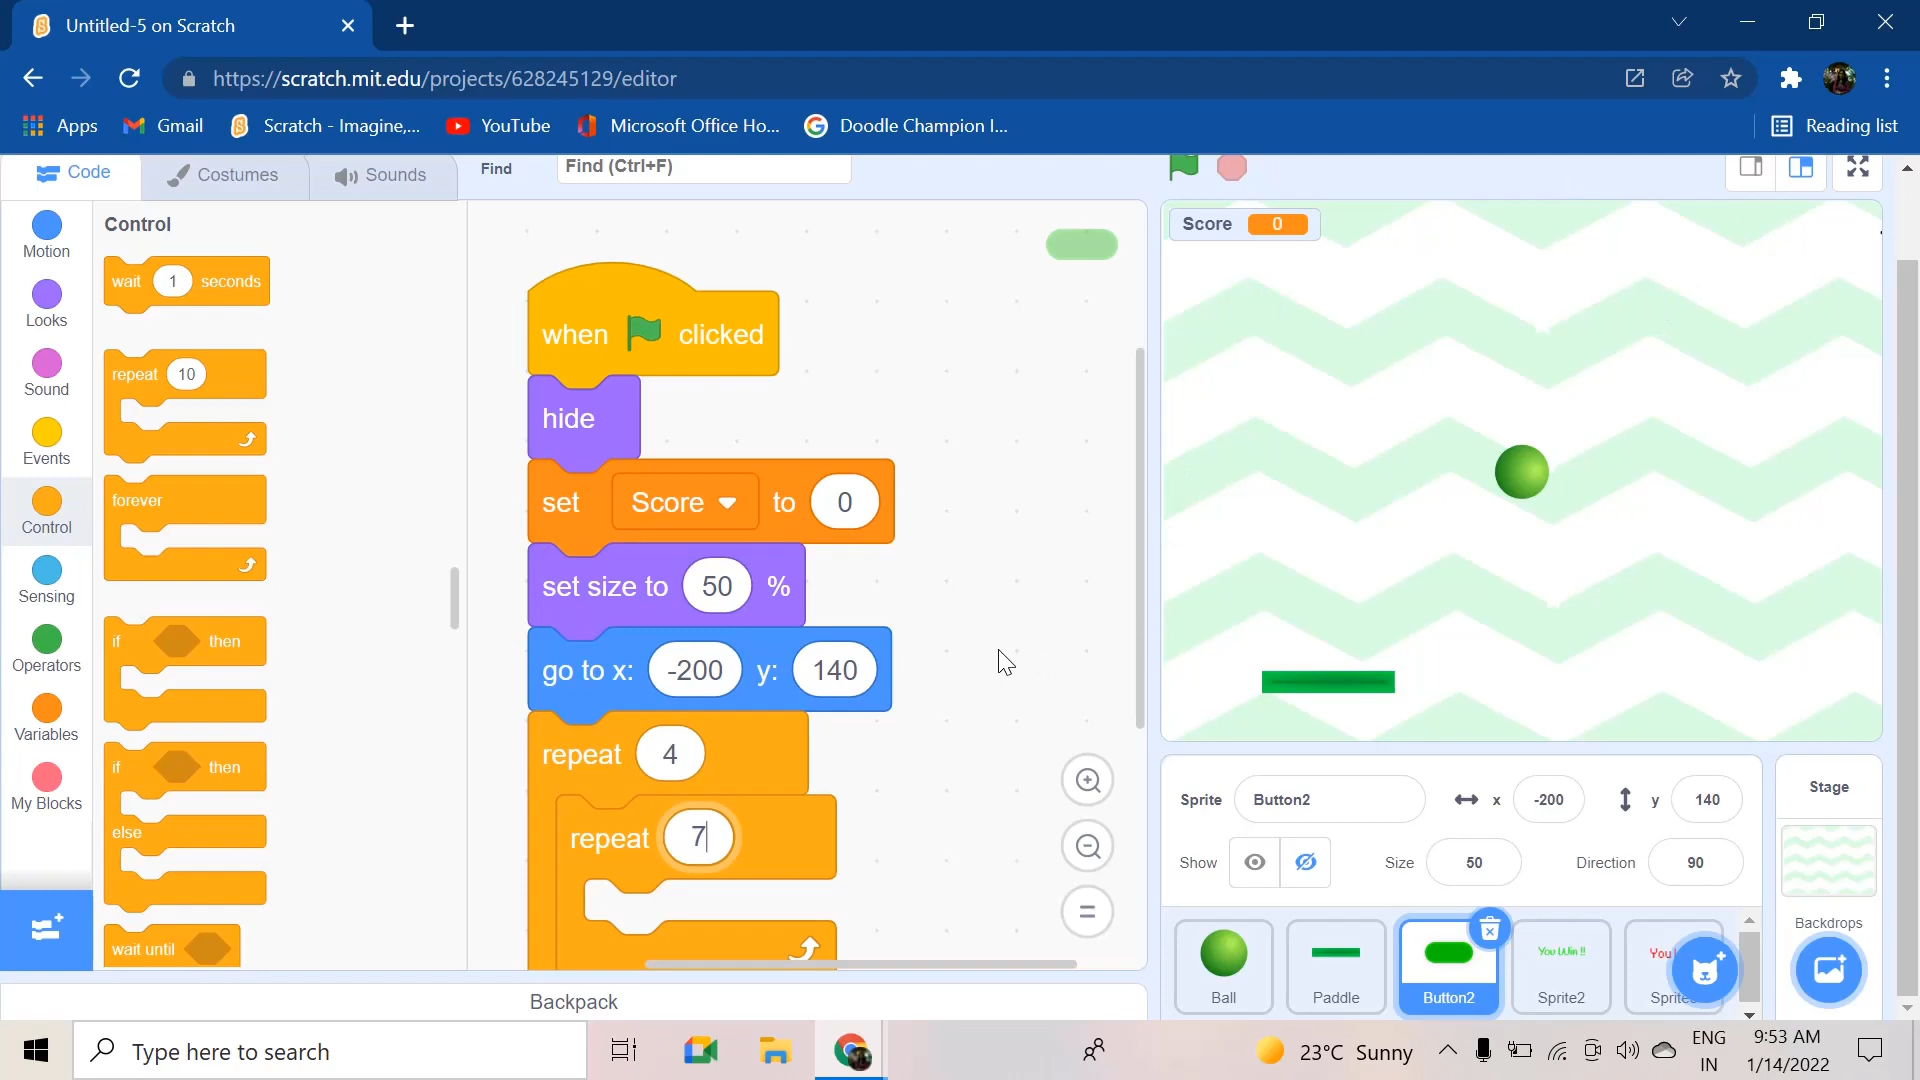 Untitled-5 on Scratch
https://scratch.mit.edu/projects/628245129/editor
Apps Gmail Scratch - Imagine,... YouTube Microsoft Office Ho... Doodle Champion I... Reading list
Code Costumes Sounds Find Find (Ctrl+F)
Motion
Looks
Sound
Events
Control
Sensing
Operators
Variables
My Blocks
Control
wait 1 seconds
repeat 10
forever
if then
if then
else
wait until
when clicked
hide
set Score to 0
set size to 50 %
go to x: -200 y: 140
repeat 4
repeat 7
Backpack
Score 0
Sprite Button2 x -200 y 140
Show Size 50 Direction 90
Ball
Paddle
Button2
You Win !!
Sprite2
You
Sprite
Stage
Backdrops
Type here to search
23°C Sunny
ENG
IN
9:53 AM
1/14/2022